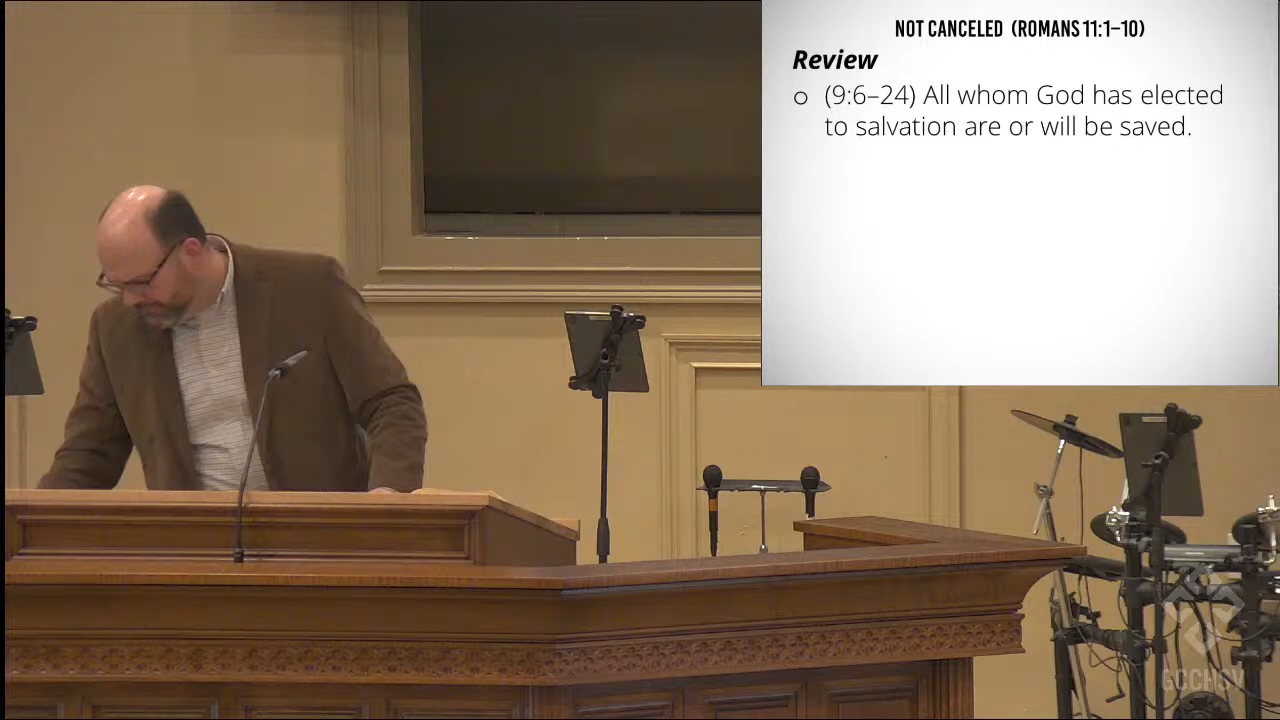 NOT CANCELED (ROMANS 11:1–10)
Review
○ (9:6–24) All whom God has elected
to salvation are or will be saved.
GCCHSV